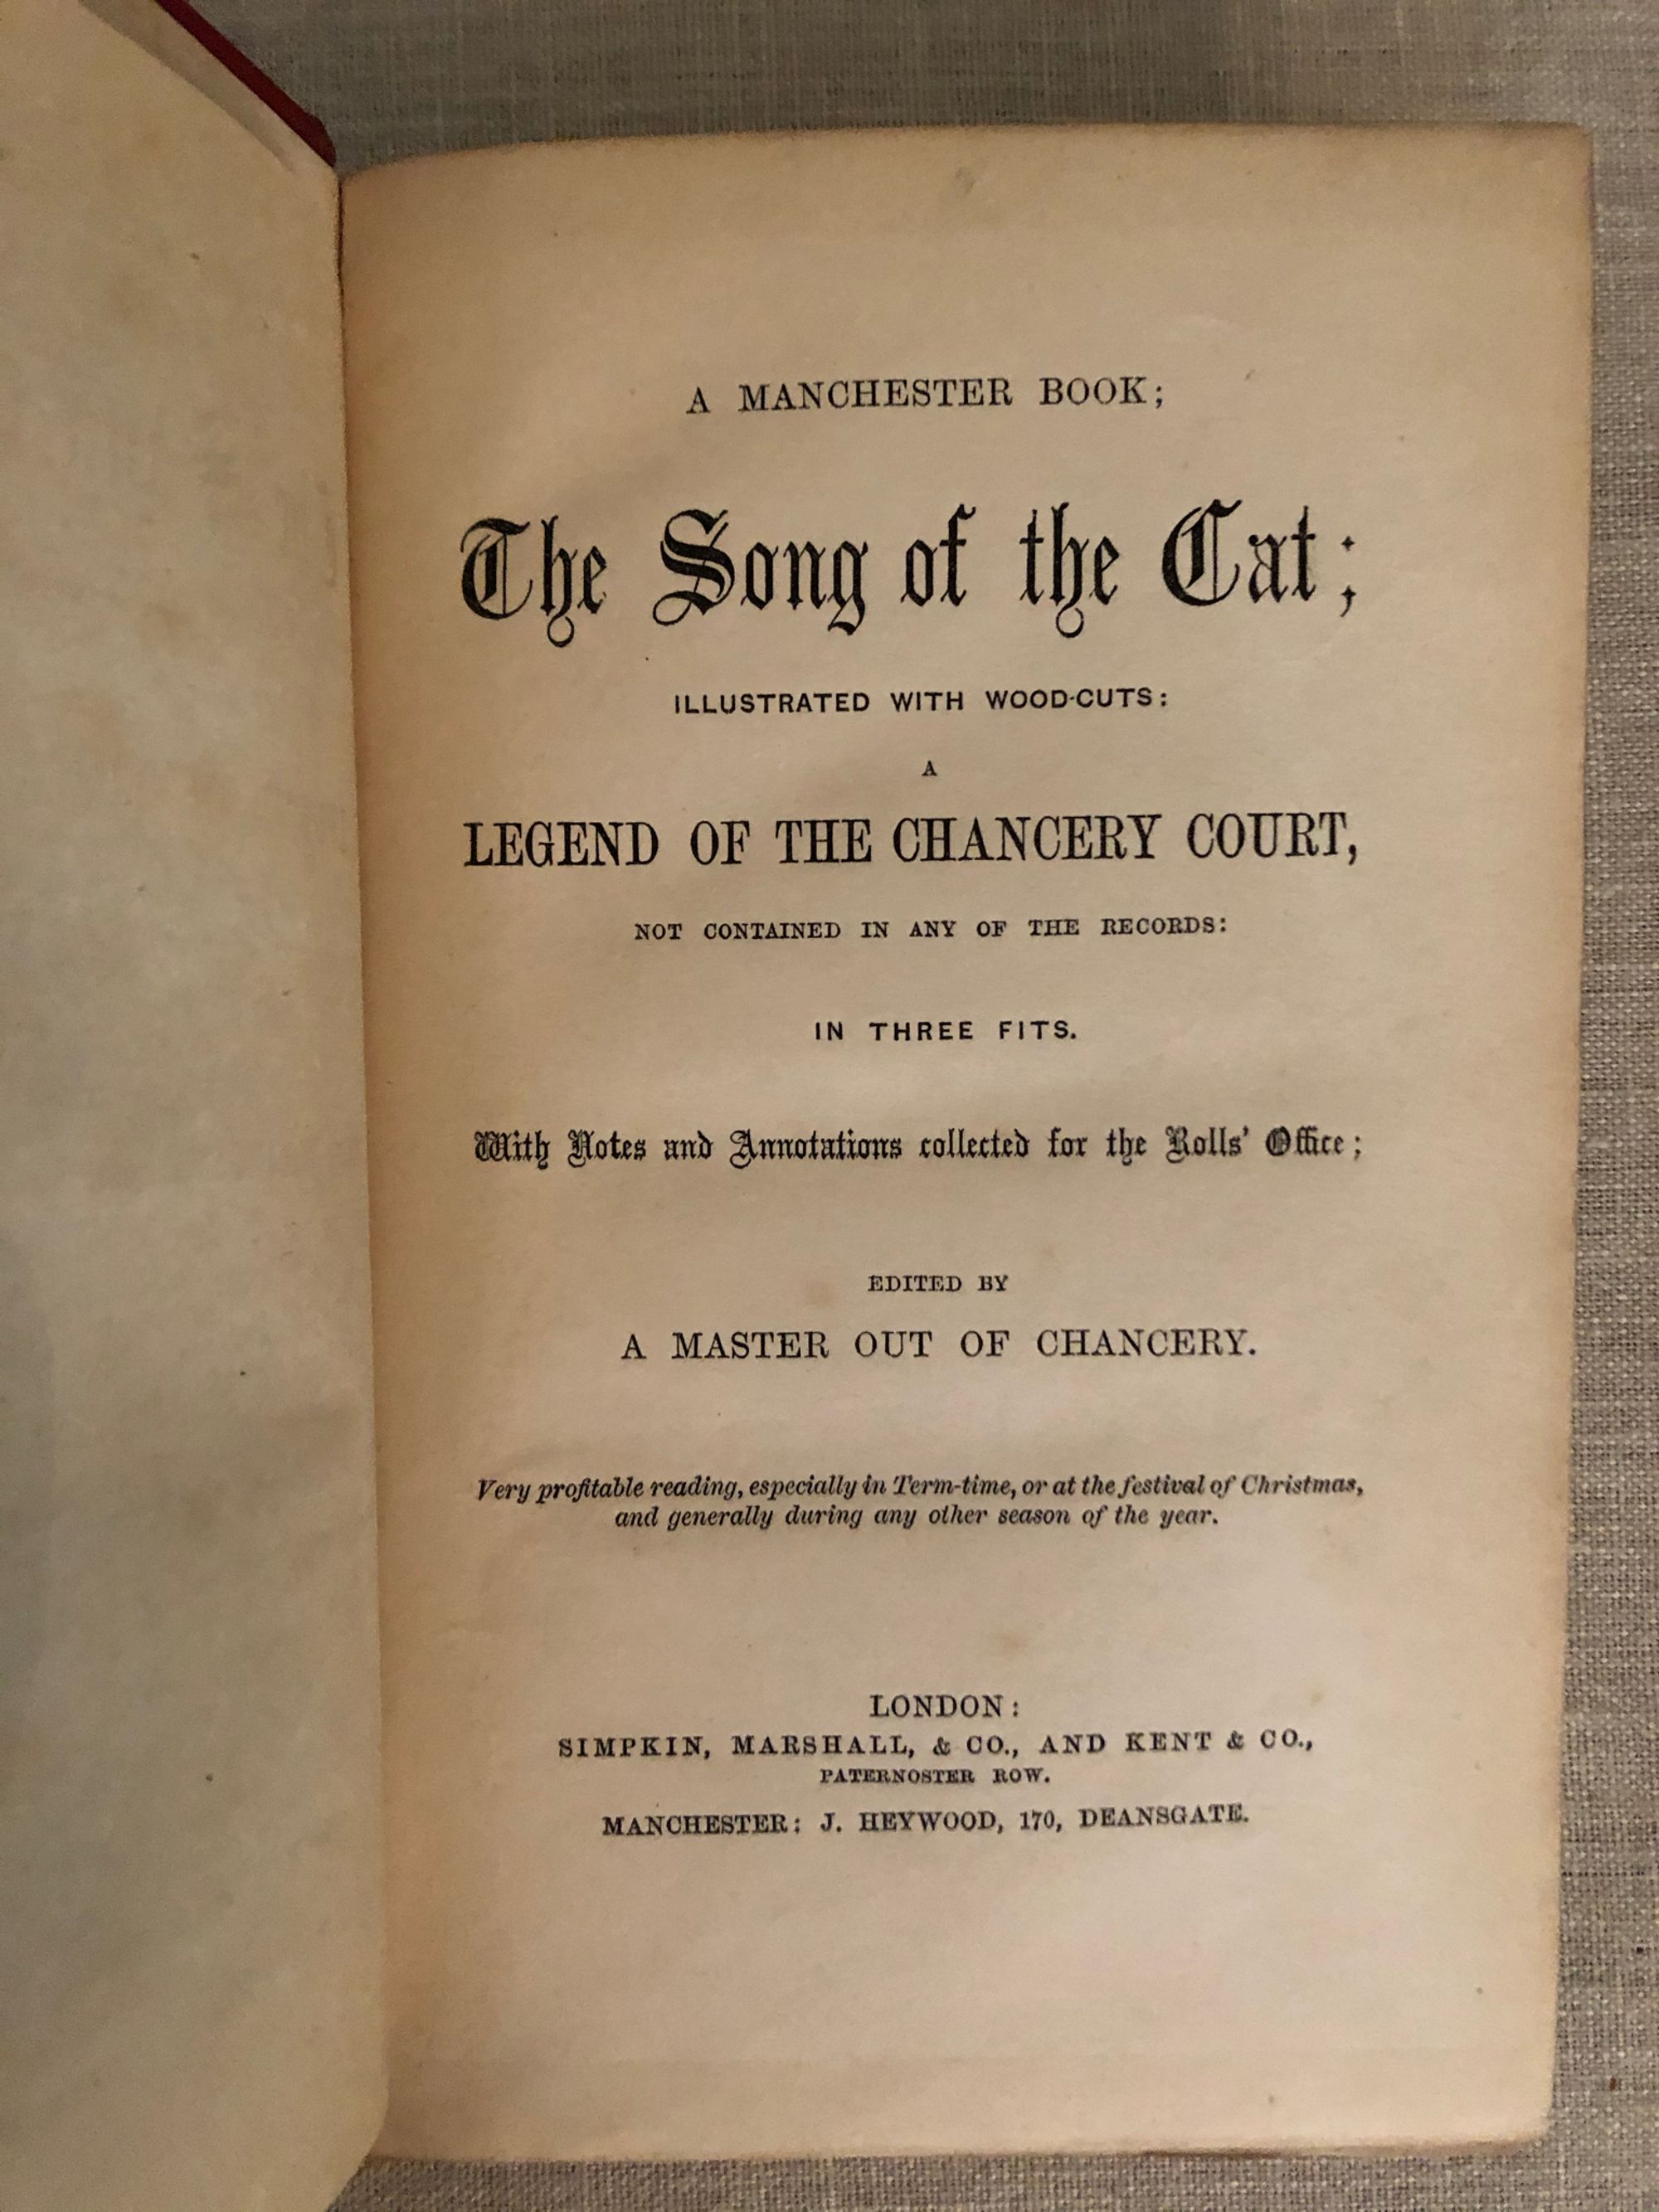 A MANCHESTER BOOK;
The Song of the Cat;
ILLUSTRATED WITH WOOD-CUTS:
A
LEGEND OF THE CHANCERY COURT,
NOT CONTAINED IN ANY OF THE RECORDS:
IN THREE FITS.
With Notes and Annotations collected for the Rolls' Office;
EDITED BY
A MASTER OUT OF CHANCERY.
Very profitable reading, especially in Term-time, or at the festival of Christmas,
and generally during any other season of the year.
LONDON:
SIMPKIN, MARSHALL, & CO., AND KENT & CO.,
PATERNOSTER ROW.
MANCHESTER: J. HEYWOOD, 170, DEANSGATE.